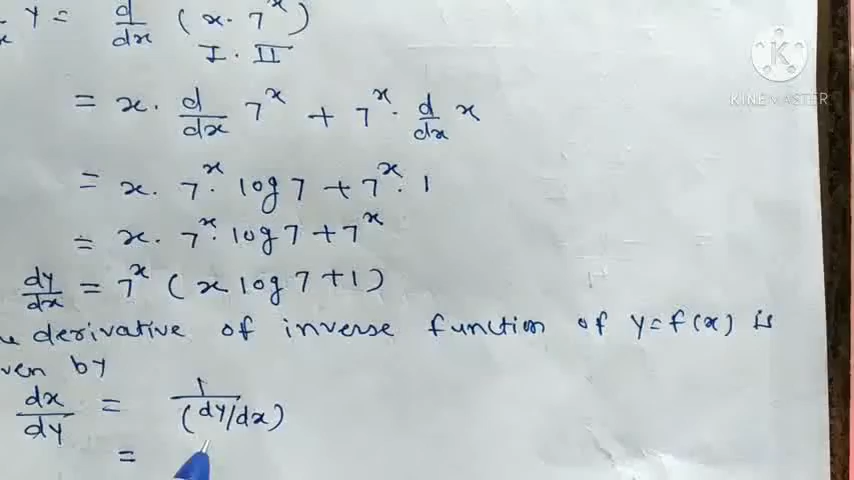 Y = d/dx (x · 7^x)
I · II
= x · d/dx 7^x + 7^x · d/dx x
= x · 7^x · log 7 + 7^x · 1
= x · 7^x · log 7 + 7^x
dy/dx = 7^x (x log 7 + 1)
derivative of inverse function of y=f(x) is
by
dx/dy = 1/(dy/dx)
=
K
KINEMASTER